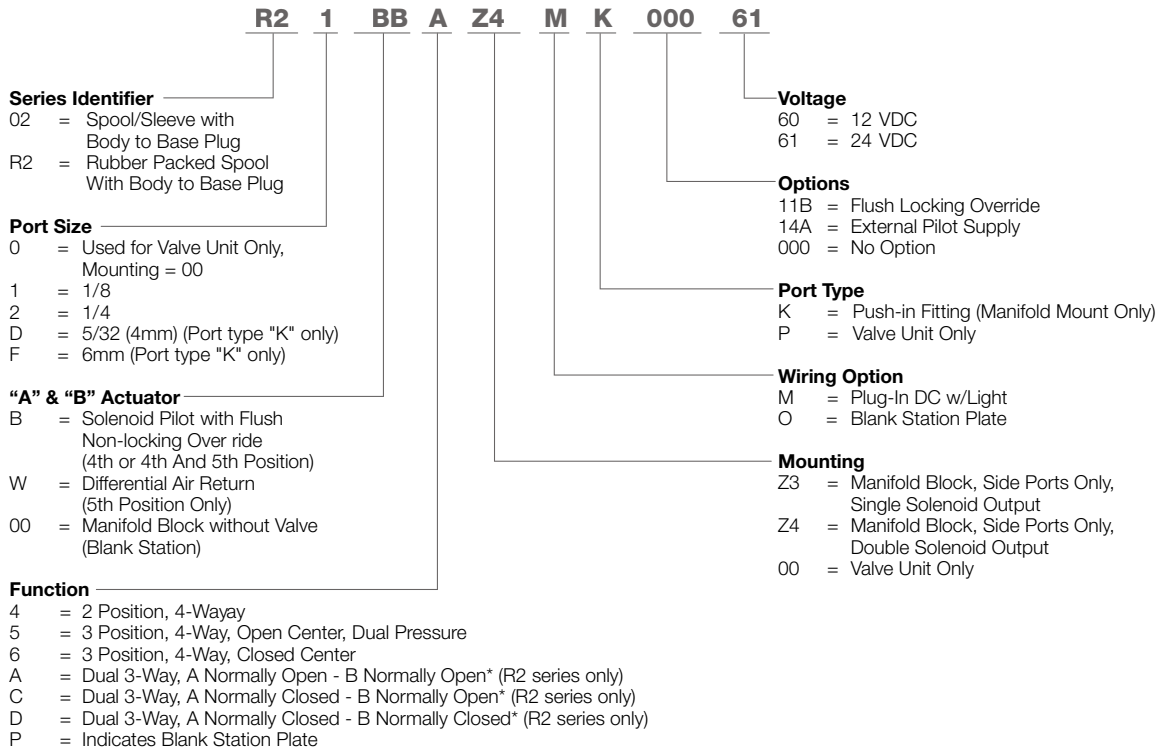 R2 1 BB A Z4 M K 000 61
Series Identifier
02 = Spool/Sleeve with
Body to Base Plug
R2 = Rubber Packed Spool
With Body to Base Plug
Port Size
0 = Used for Valve Unit Only,
Mounting = 00
1 = 1/8
2 = 1/4
D = 5/32 (4mm) (Port type "K" only)
F = 6mm (Port type "K" only)
“A” & “B” Actuator
B = Solenoid Pilot with Flush
Non-locking Over ride
(4th or 4th And 5th Position)
W = Differential Air Return
(5th Position Only)
00 = Manifold Block without Valve
(Blank Station)
Function
4 = 2 Position, 4-Wayay
5 = 3 Position, 4-Way, Open Center, Dual Pressure
6 = 3 Position, 4-Way, Closed Center
A = Dual 3-Way, A Normally Open - B Normally Open* (R2 series only)
C = Dual 3-Way, A Normally Closed - B Normally Open* (R2 series only)
D = Dual 3-Way, A Normally Closed - B Normally Closed* (R2 series only)
P = Indicates Blank Station Plate
Voltage
60 = 12 VDC
61 = 24 VDC
Options
11B = Flush Locking Override
14A = External Pilot Supply
000 = No Option
Port Type
K = Push-in Fitting (Manifold Mount Only)
P = Valve Unit Only
Wiring Option
M = Plug-In DC w/Light
O = Blank Station Plate
Mounting
Z3 = Manifold Block, Side Ports Only,
Single Solenoid Output
Z4 = Manifold Block, Side Ports Only,
Double Solenoid Output
00 = Valve Unit Only